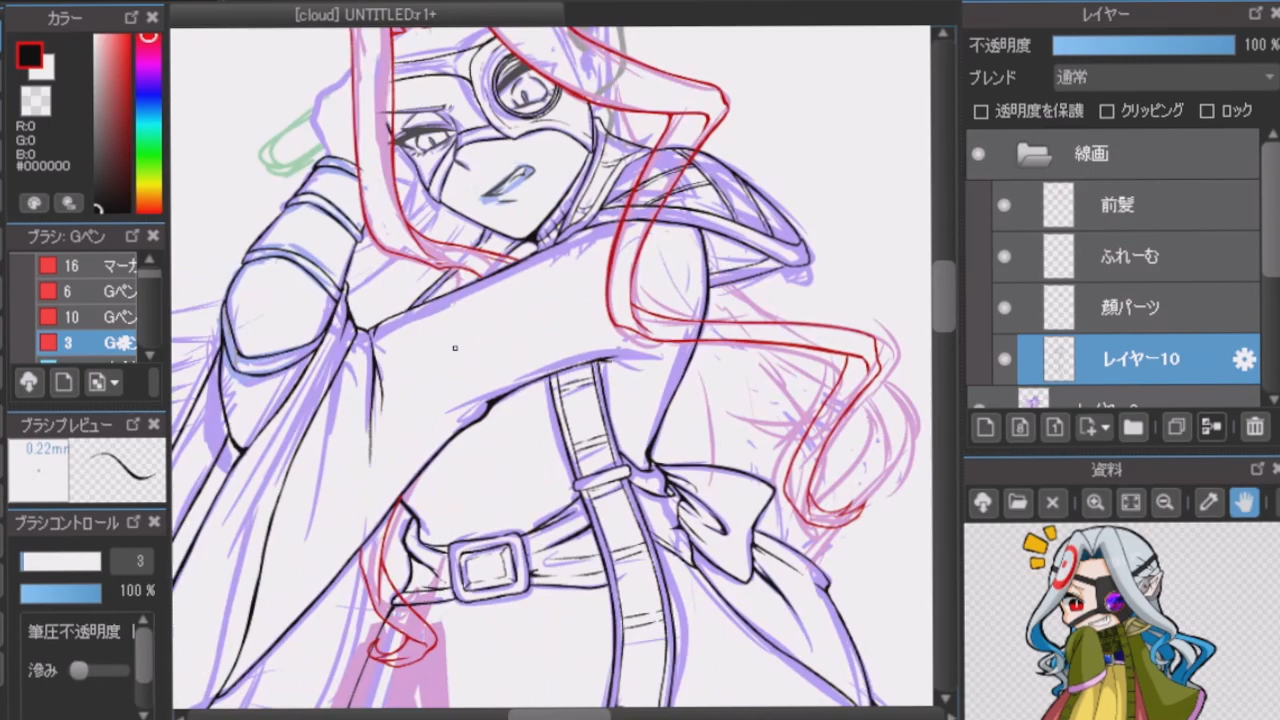 カラー
R:0
G:0
B:0
#000000
ブラシ: Gペン
16 マーカ
6 Gペン
10 Gペン
3
ブラシプレビュー
0.22mm
ブラシコントロール
3
100 %
筆圧不透明度
滲み
[cloud] UNTITLED:r1+
レイヤー
不透明度 100 %
ブレンド 通常
透明度を保護 クリッピング ロック
線画
前髪
ふれーむ
顔パーツ
レイヤー10
資料